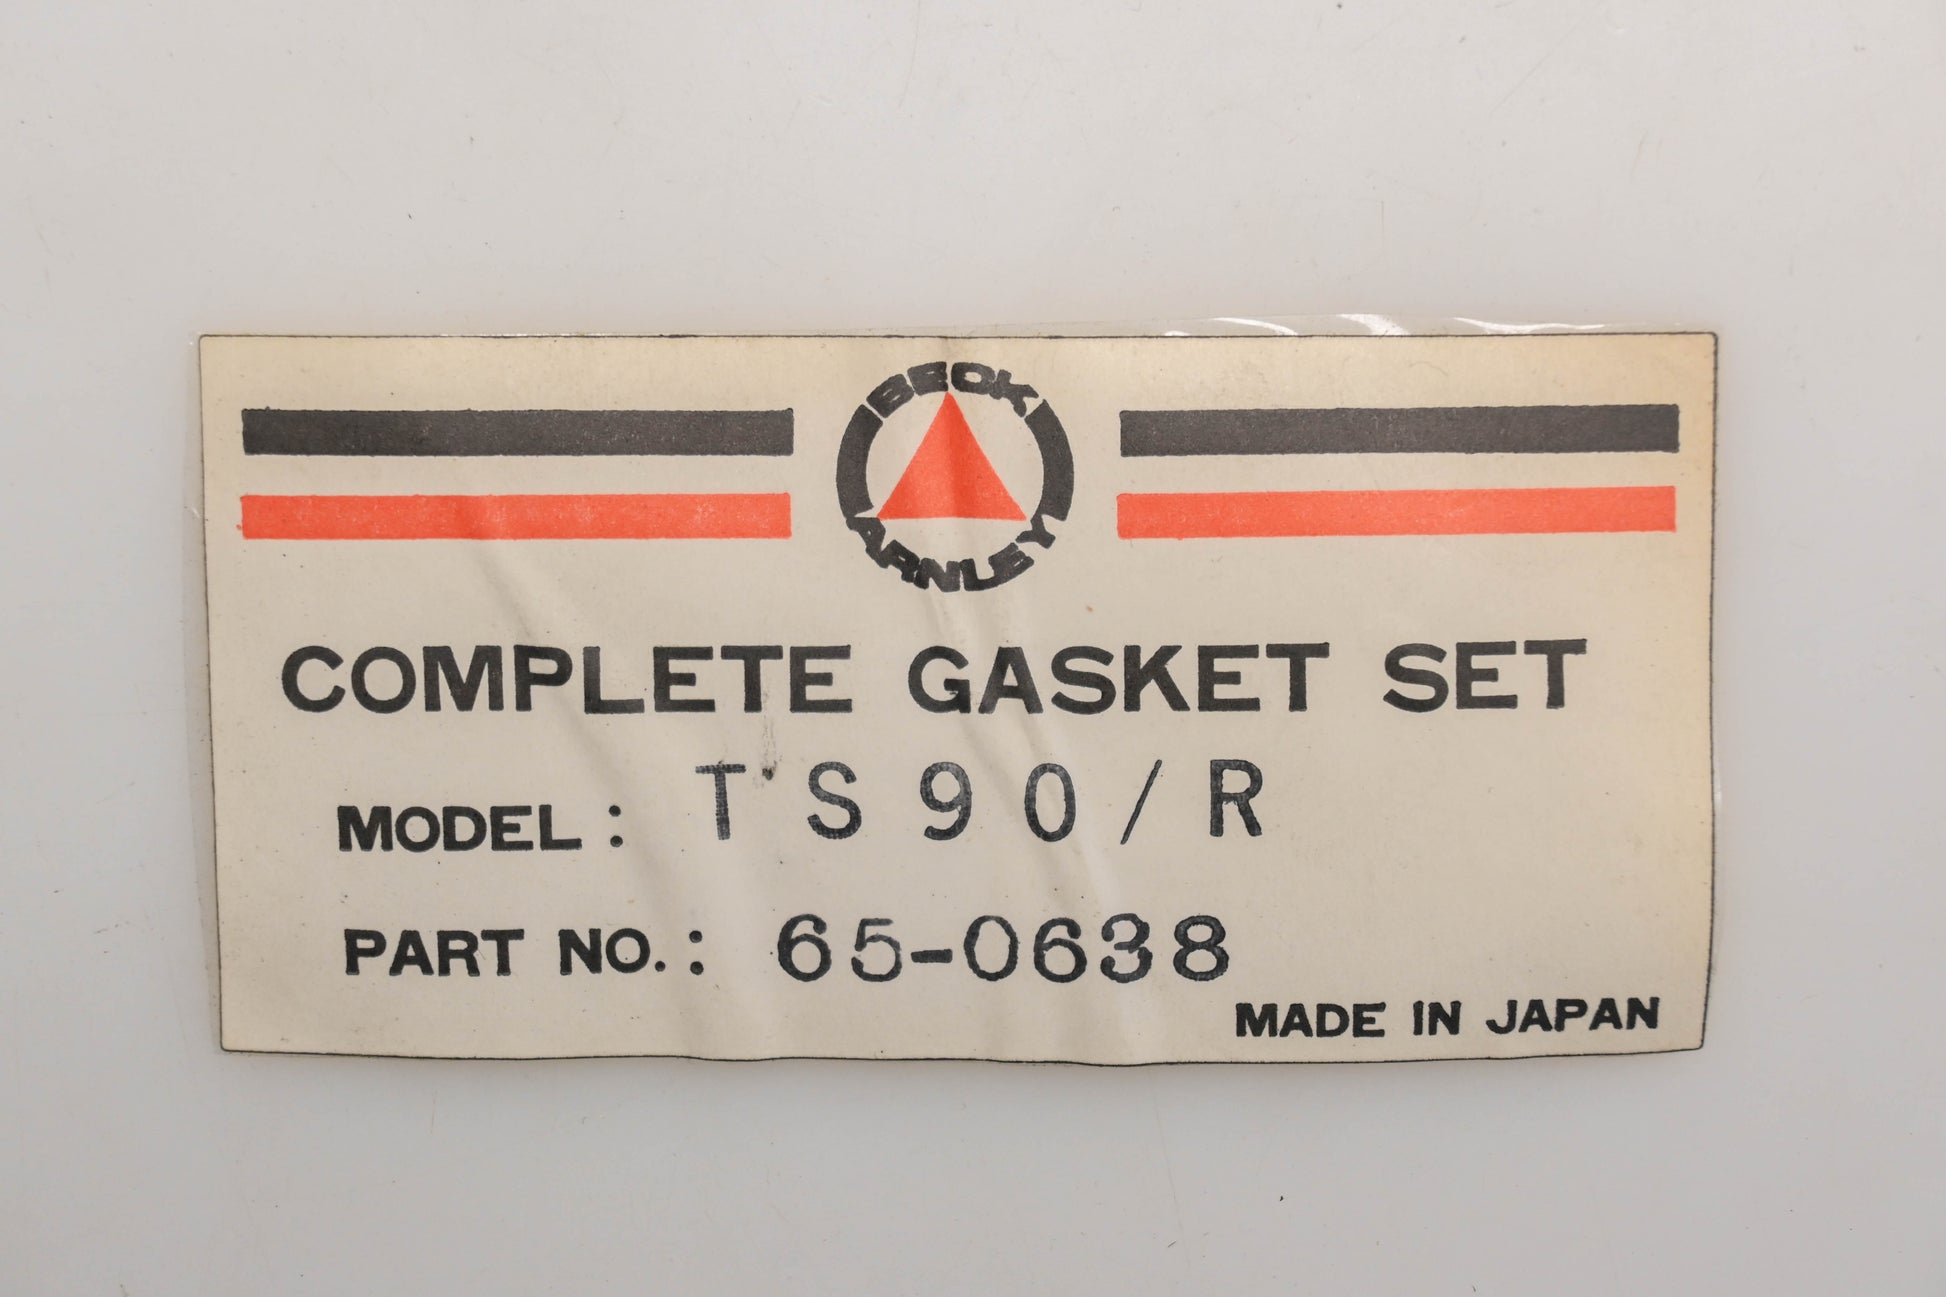 BECK
ARNLEY
COMPLETE GASKET SET
MODEL: TS90/R
PART NO.: 65-0638
MADE IN JAPAN